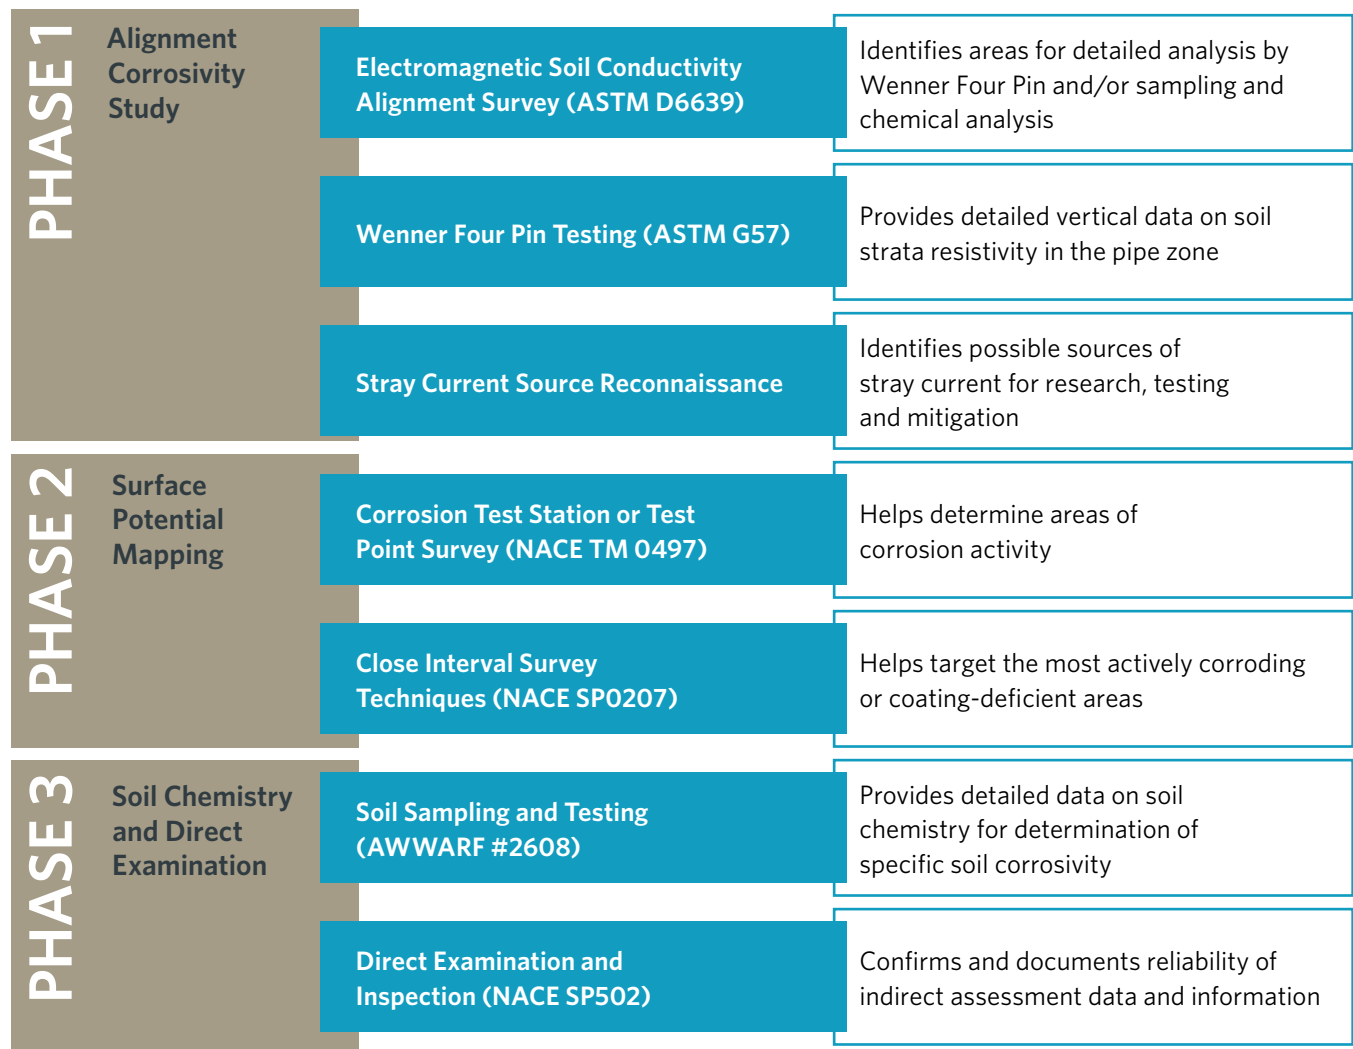 PHASE 1
Alignment
Corrosivity
Study
Electromagnetic Soil Conductivity
Alignment Survey (ASTM D6639)
Identifies areas for detailed analysis by
Wenner Four Pin and/or sampling and
chemical analysis
Wenner Four Pin Testing (ASTM G57)
Provides detailed vertical data on soil
strata resistivity in the pipe zone
Stray Current Source Reconnaissance
Identifies possible sources of
stray current for research, testing
and mitigation
PHASE 2
Surface
Potential
Mapping
Corrosion Test Station or Test
Point Survey (NACE TM 0497)
Helps determine areas of
corrosion activity
Close Interval Survey
Techniques (NACE SP0207)
Helps target the most actively corroding
or coating-deficient areas
PHASE 3
Soil Chemistry
and Direct
Examination
Soil Sampling and Testing
(AWWARF #2608)
Provides detailed data on soil
chemistry for determination of
specific soil corrosivity
Direct Examination and
Inspection (NACE SP502)
Confirms and documents reliability of
indirect assessment data and information